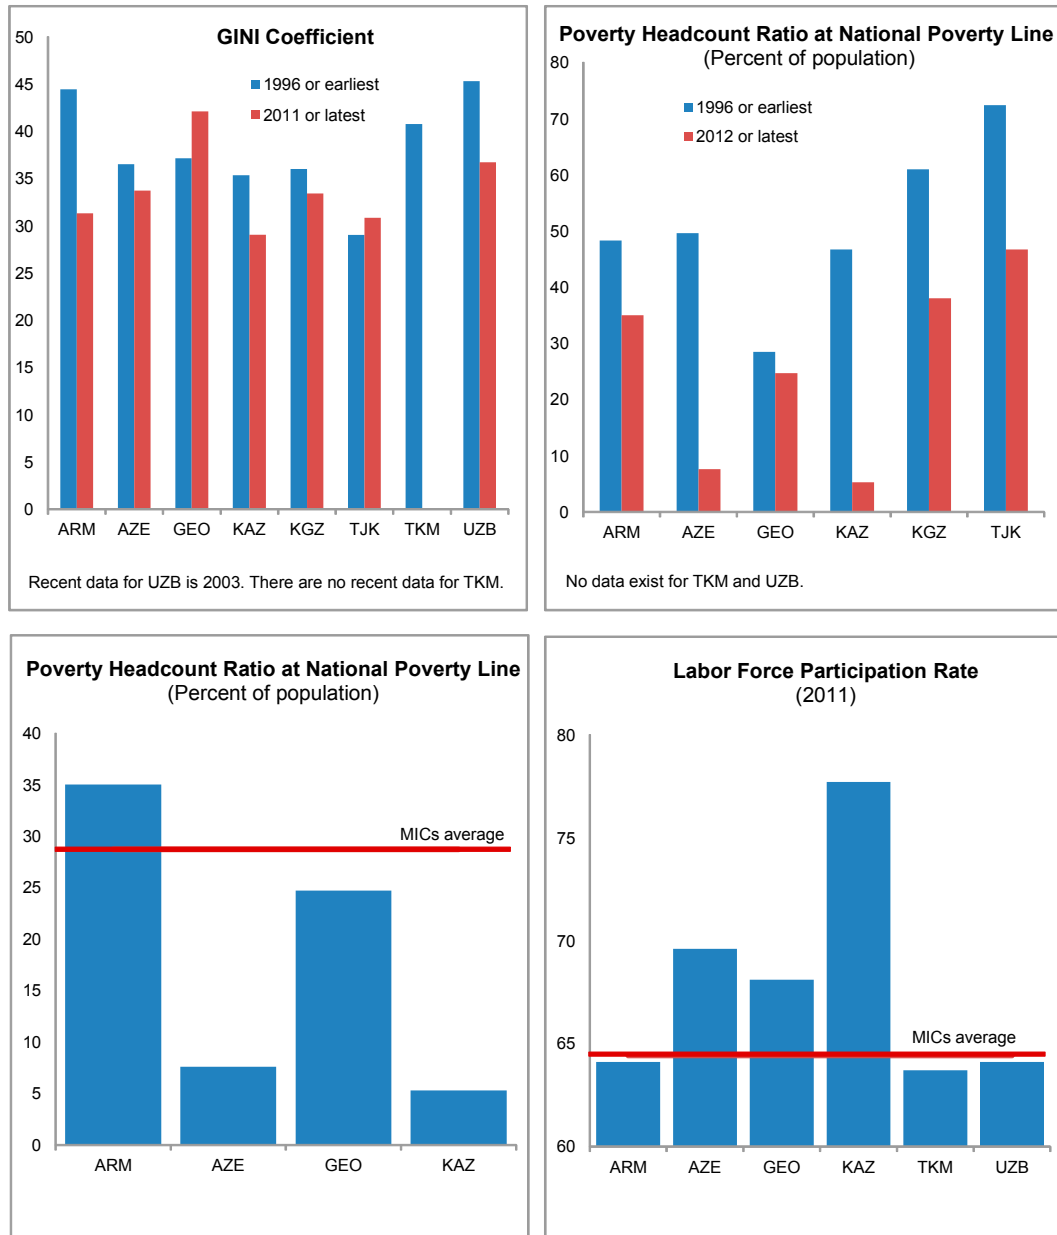 GINI Coefficient
1996 or earliest
2011 or latest
50
45
40
35
30
25
20
15
10
5
0
ARM AZE GEO KAZ KGZ TJK TKM UZB
Recent data for UZB is 2003. There are no recent data for TKM.
Poverty Headcount Ratio at National Poverty Line
(Percent of population)
1996 or earliest
2012 or latest
80
70
60
50
40
30
20
10
0
ARM AZE GEO KAZ KGZ TJK
No data exist for TKM and UZB.
Poverty Headcount Ratio at National Poverty Line
(Percent of population)
40
35
30
25
20
15
10
5
0
MICs average
ARM AZE GEO KAZ
Labor Force Participation Rate
(2011)
80
75
70
65
60
MICs average
ARM AZE GEO KAZ TKM UZB